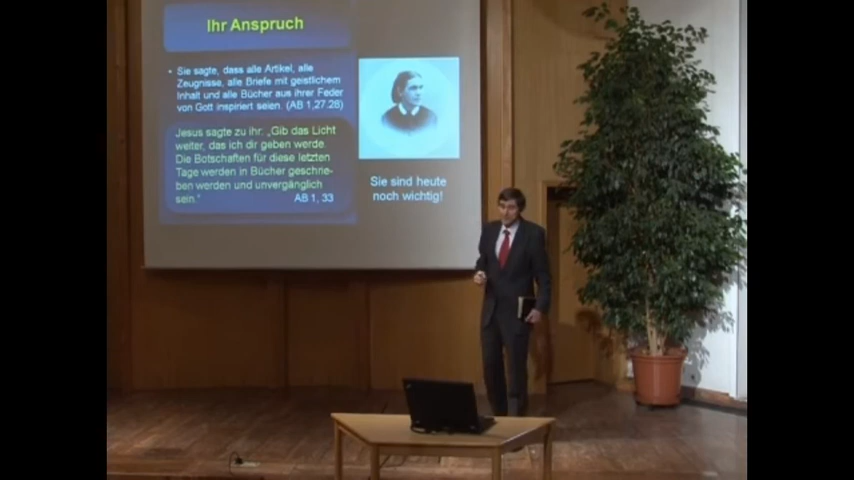 Ihr Anspruch
• Sie sagte, dass alle Artikel, alle
Zeugnisse, alle Briefe mit geistlichem
Inhalt und alle Bücher aus ihrer Feder
von Gott inspiriert seien. (AB 1,27.28)
Jesus sagte zu ihr: „Gib das Licht
weiter, das ich dir geben werde.
Die Botschaften für diese letzten
Tage werden in Bücher geschrie-
ben werden und unvergänglich
sein." AB 1, 33
Sie sind heute
noch wichtig!